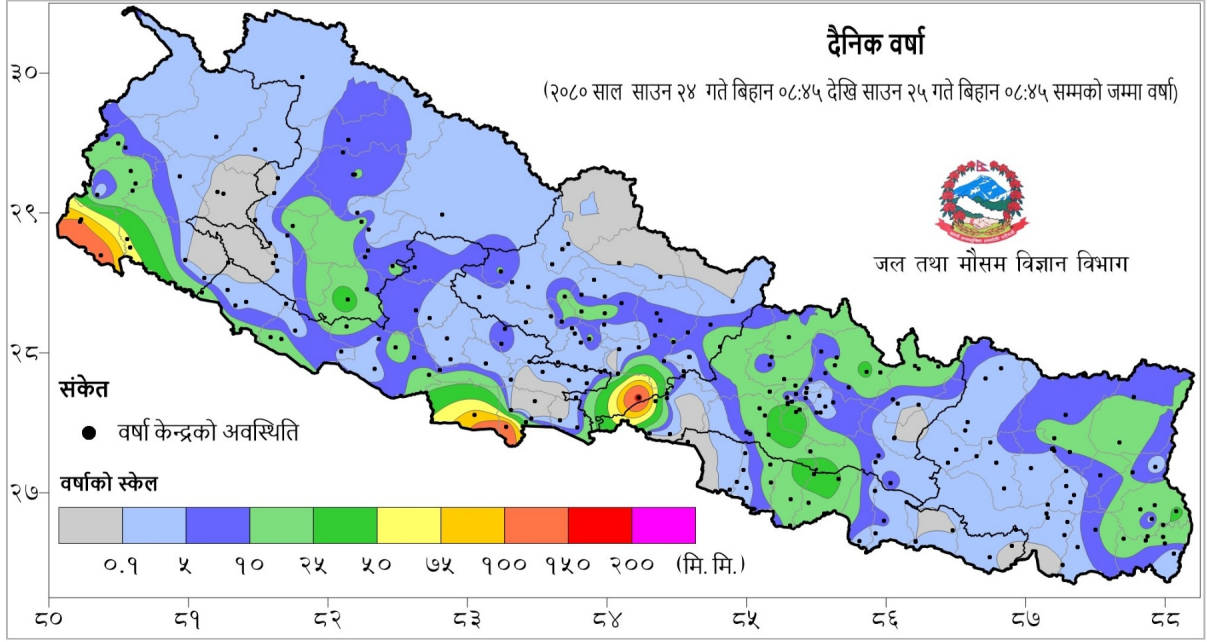 दैनिक वर्षा
(२०८० साल साउन २४ गते बिहान ०८:४५ देखि साउन २५ गते बिहान ०८:४५ सम्मको जम्मा वर्षा)
जल तथा मौसम विज्ञान विभाग
३०
२९
२८
२७
संकेत
वर्षा केन्द्रको अवस्थिति
वर्षाको स्केल
०.१ ५ १० २५ ५० ७५ १०० १५० २०० (मि.मि.)
८० ८१ ८२ ८३ ८४ ८५ ८६ ८७ ८८